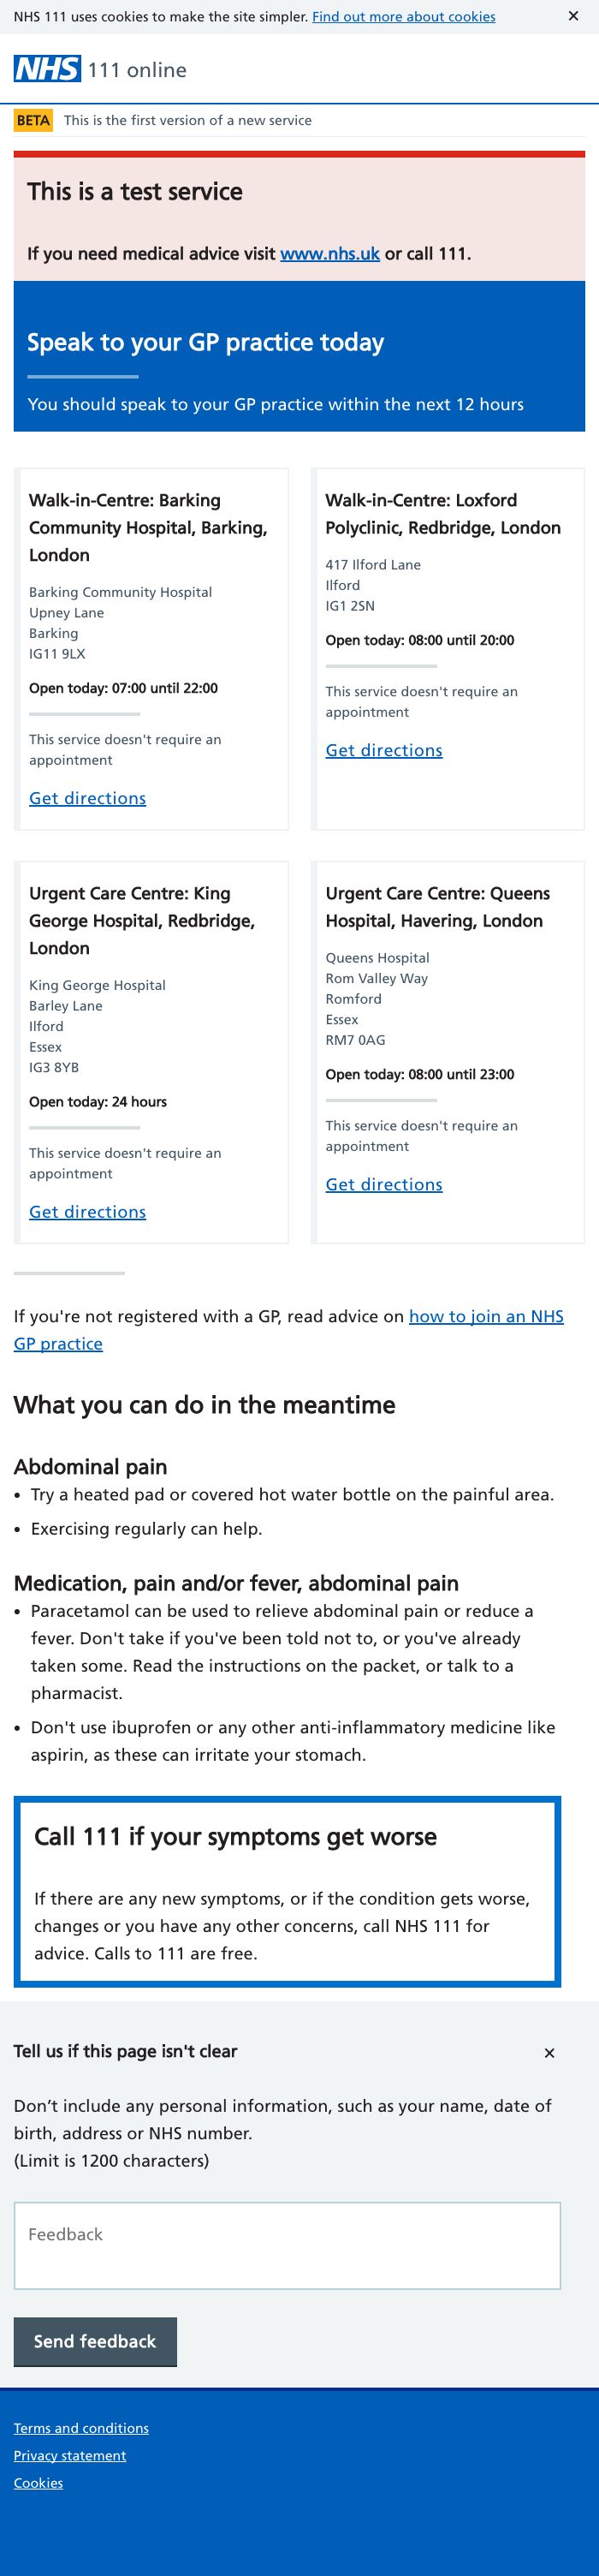 NHS 111 uses cookies to make the site simpler. Find out more about cookies ✕
NHS 111 online
BETA This is the first version of a new service
This is a test service
If you need medical advice visit www.nhs.uk or call 111.
Speak to your GP practice today
You should speak to your GP practice within the next 12 hours
Walk-in-Centre: Barking
Community Hospital, Barking,
London
Barking Community Hospital
Upney Lane
Barking
IG11 9LX
Open today: 07:00 until 22:00
This service doesn't require an
appointment
Get directions
Walk-in-Centre: Loxford
Polyclinic, Redbridge, London
417 Ilford Lane
Ilford
IG1 2SN
Open today: 08:00 until 20:00
This service doesn't require an
appointment
Get directions
Urgent Care Centre: King
George Hospital, Redbridge,
London
King George Hospital
Barley Lane
Ilford
Essex
IG3 8YB
Open today: 24 hours
This service doesn't require an
appointment
Get directions
Urgent Care Centre: Queens
Hospital, Havering, London
Queens Hospital
Rom Valley Way
Romford
Essex
RM7 0AG
Open today: 08:00 until 23:00
This service doesn't require an
appointment
Get directions
If you're not registered with a GP, read advice on how to join an NHS
GP practice
What you can do in the meantime
Abdominal pain
• Try a heated pad or covered hot water bottle on the painful area.
• Exercising regularly can help.
Medication, pain and/or fever, abdominal pain
• Paracetamol can be used to relieve abdominal pain or reduce a
fever. Don't take if you've been told not to, or you've already
taken some. Read the instructions on the packet, or talk to a
pharmacist.
• Don't use ibuprofen or any other anti-inflammatory medicine like
aspirin, as these can irritate your stomach.
Call 111 if your symptoms get worse
If there are any new symptoms, or if the condition gets worse,
changes or you have any other concerns, call NHS 111 for
advice. Calls to 111 are free.
Tell us if this page isn't clear ✕
Don’t include any personal information, such as your name, date of
birth, address or NHS number.
(Limit is 1200 characters)
Feedback
Send feedback
Terms and conditions
Privacy statement
Cookies